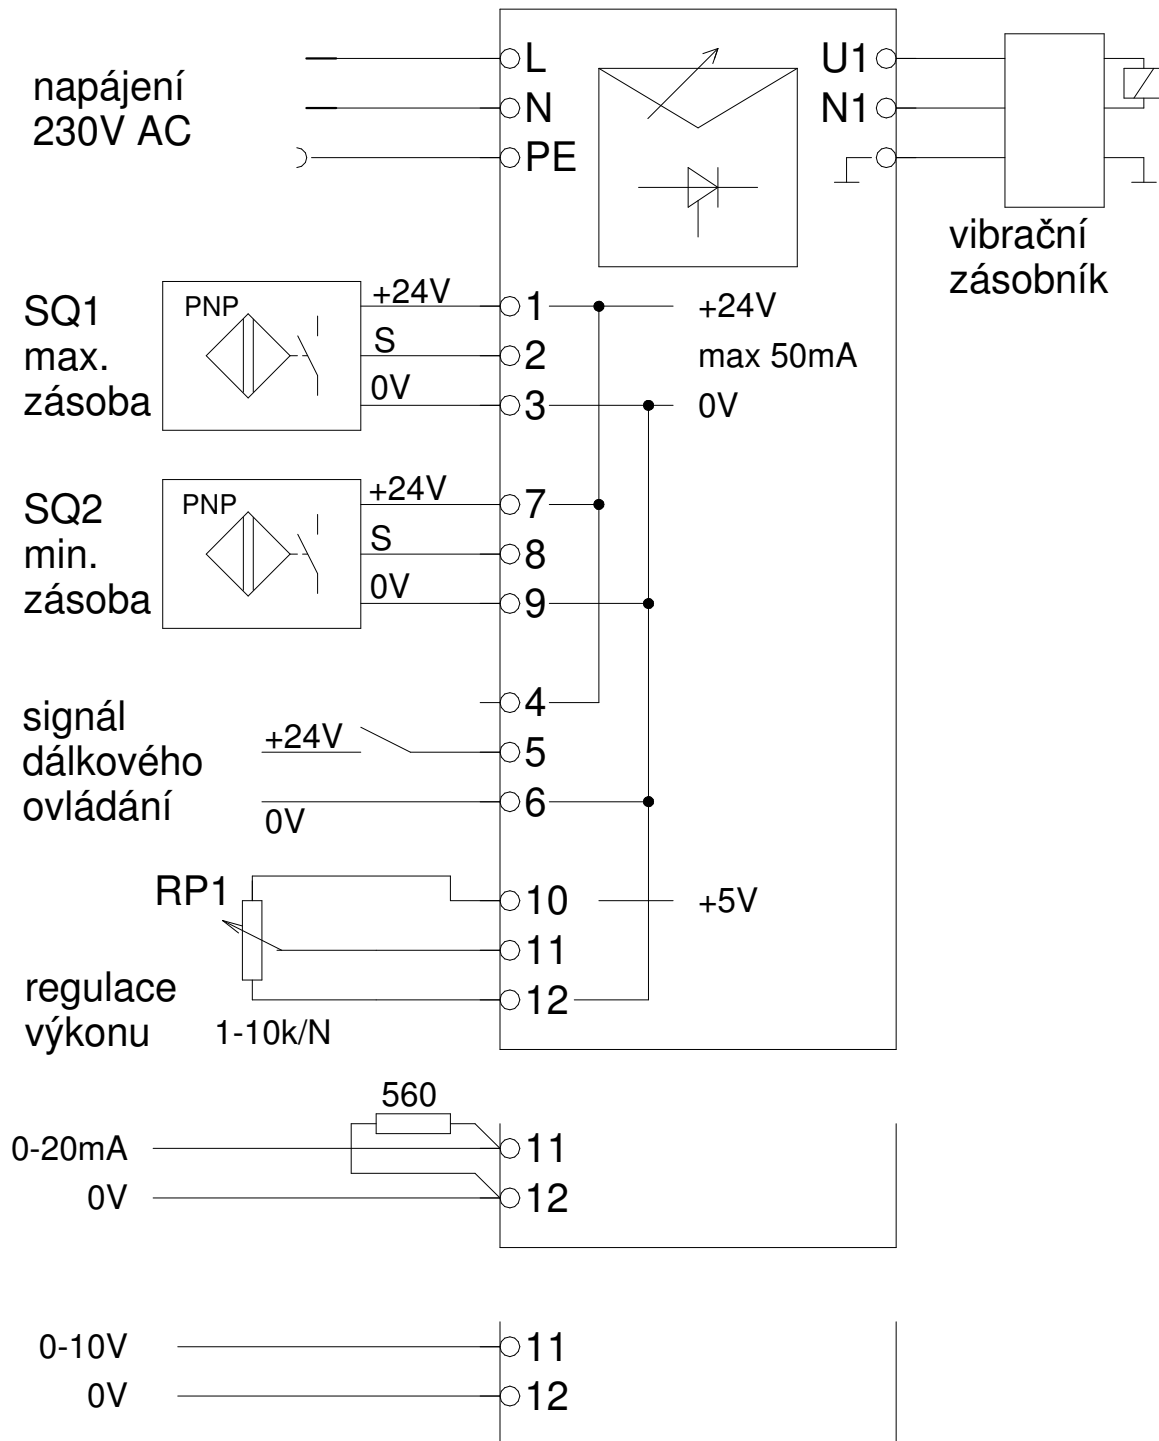 napájení
230V AC
L
N
PE
U1
N1
vibrační
zásobník
SQ1
max.
zásoba
PNP
+24V
S
0V
1
2
3
+24V
max 50mA
0V
SQ2
min.
zásoba
PNP
+24V
S
0V
7
8
9
signál
dálkového
ovládání
+24V
0V
4
5
6
RP1
regulace
výkonu
1-10k/N
10
11
12
+5V
560
0-20mA
0V
11
12
0-10V
0V
11
12